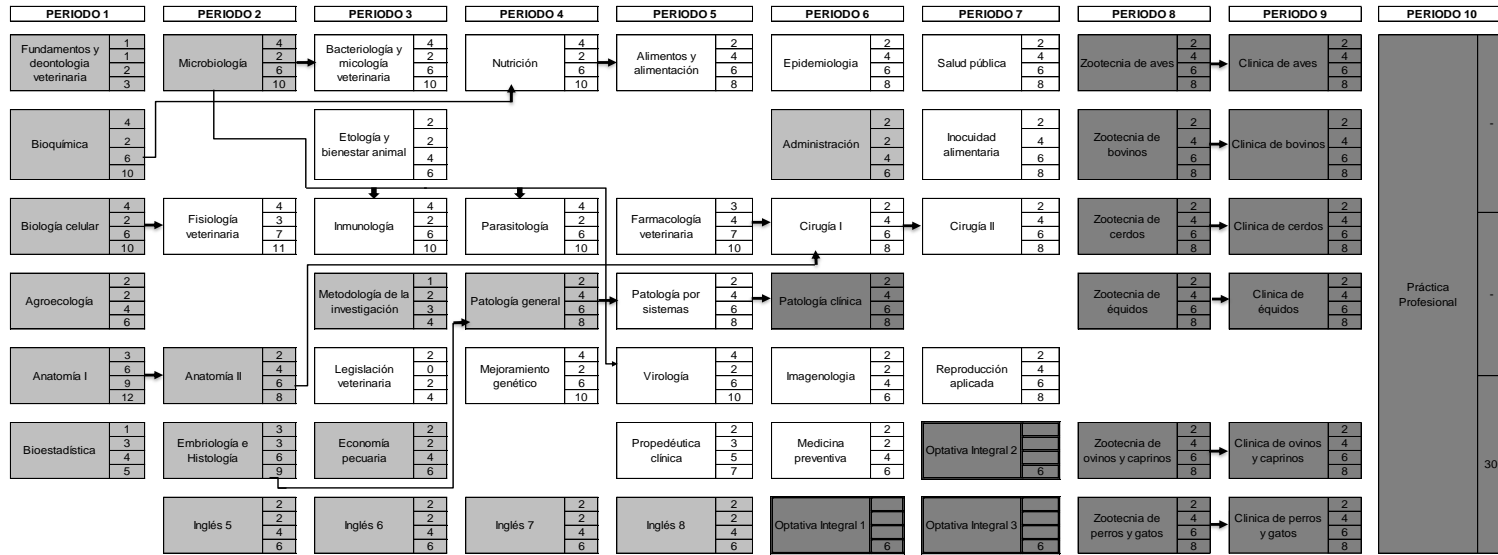 PERIODO 1
PERIODO 2
PERIODO 3
PERIODO 4
PERIODO 5
PERIODO 6
PERIODO 7
PERIODO 8
PERIODO 9
PERIODO 10
Fundamentos y
deontologia
veterinaria
1
1
2
3
Microbiología
4
2
6
10
Bacteriología y
micología
veterinaria
4
2
6
10
Nutrición
4
2
6
10
Alimentos y
alimentación
2
4
6
8
Epidemiologia
2
4
6
8
Salud pública
2
4
6
8
Zootecia de aves
2
4
6
8
Clinica de aves
2
4
6
8
Bioquímica
4
2
6
10
Etología y
bienestar animal
2
2
4
6
Administración
2
2
4
6
Inocuidad
alimentaria
2
4
6
8
Zootecnia de
bovinos
2
4
6
8
Clinica de bovinos
2
4
6
8
Biología celular
4
2
6
10
Fisiología
veterinaria
4
3
7
11
Inmunología
4
2
6
10
Parasitología
4
2
6
10
Farmacología
veterinaria
3
4
7
10
Cirugía I
2
4
6
8
Cirugía II
2
4
6
8
Zootecnia de
cerdos
2
4
6
8
Clinica de cerdos
2
4
6
8
Agroecología
2
2
4
6
Metodología de la
investigación
1
2
3
4
Patología general
2
4
6
8
Patología por
sistemas
2
4
6
8
Patología clínica
2
4
6
8
Zootecnia de
équidos
2
4
6
8
Clinica de
équidos
2
4
6
8
Anatomía I
3
6
9
12
Anatomía II
2
4
6
8
Legislación
veterinaria
2
0
2
4
Mejoramiento
genético
4
2
6
10
Virología
4
2
6
10
Imagenologia
2
2
4
6
Reproducción
aplicada
2
4
6
8
Bioestadística
1
3
4
5
Embriología e
Histología
3
3
6
9
Economía
pecuaria
2
2
4
6
Propedéutica
clínica
2
3
5
7
Medicina
preventiva
2
2
4
6
Optativa Integral 2
6
Zootecnia de
ovinos y caprinos
2
4
6
8
Clinica de ovinos
y caprinos
2
4
6
8
Inglés 5
2
2
4
6
Inglés 6
2
2
4
6
Inglés 7
2
2
4
6
Inglés 8
2
2
4
6
Optativa Integral 1
6
Optativa Integral 3
6
Zootecnia de
perros y gatos
2
4
6
8
Clinica de perros
y gatos
2
4
6
8
Práctica
Profesional
-
-
30